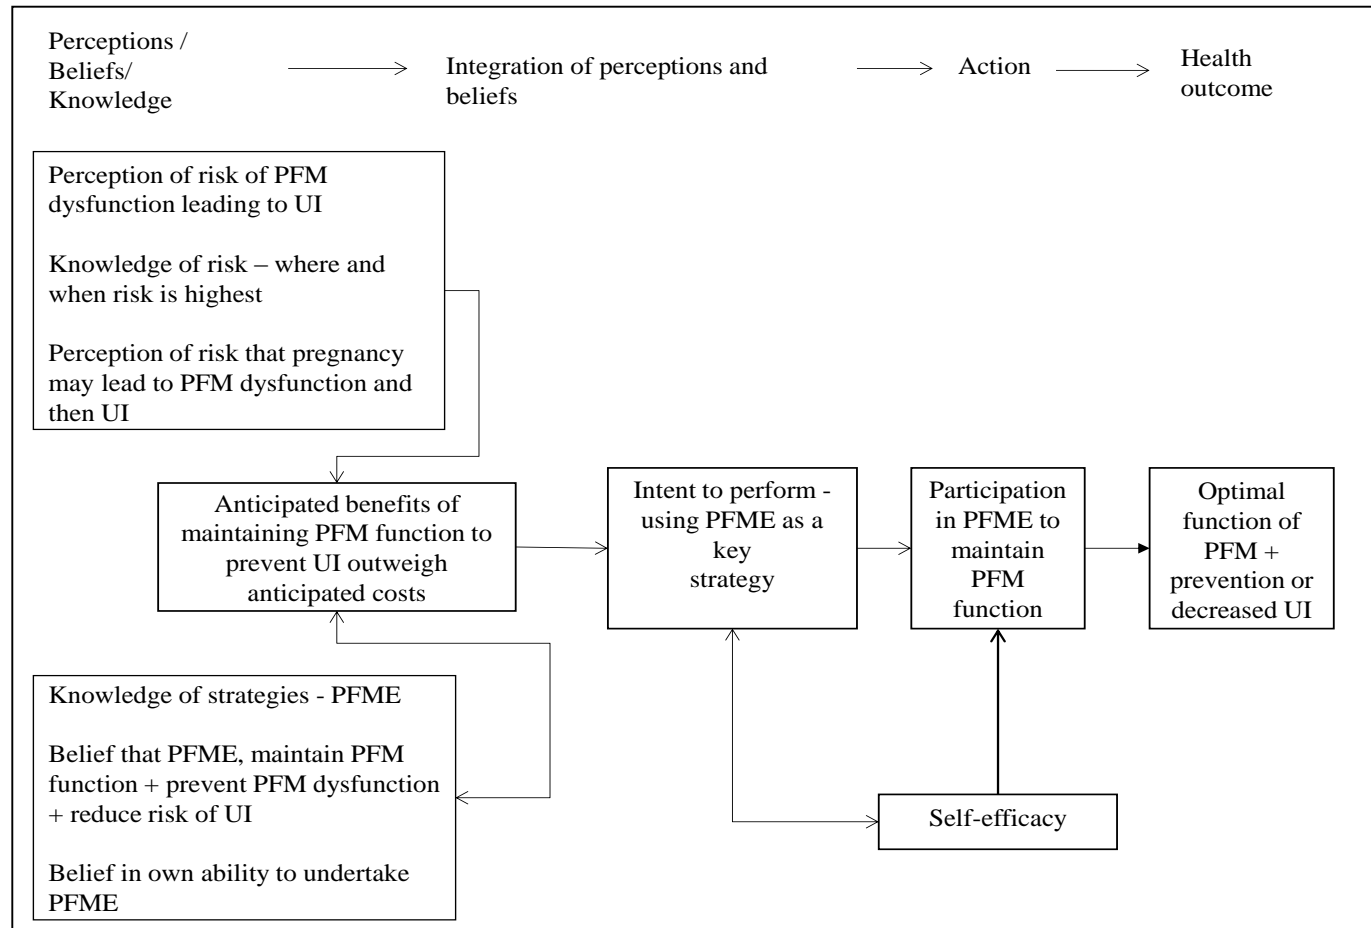 Perceptions /
Beliefs/
Knowledge
Integration of perceptions and
beliefs
Action
Health
outcome
Perception of risk of PFM
dysfunction leading to UI
Knowledge of risk – where and
when risk is highest
Perception of risk that pregnancy
may lead to PFM dysfunction and
then UI
Anticipated benefits of
maintaining PFM function to
prevent UI outweigh
anticipated costs
Intent to perform -
using PFME as a
key
strategy
Participation
in PFME to
maintain
PFM
function
Optimal
function of
PFM +
prevention or
decreased UI
Knowledge of strategies - PFME
Belief that PFME, maintain PFM
function + prevent PFM dysfunction
+ reduce risk of UI
Belief in own ability to undertake
PFME
Self-efficacy